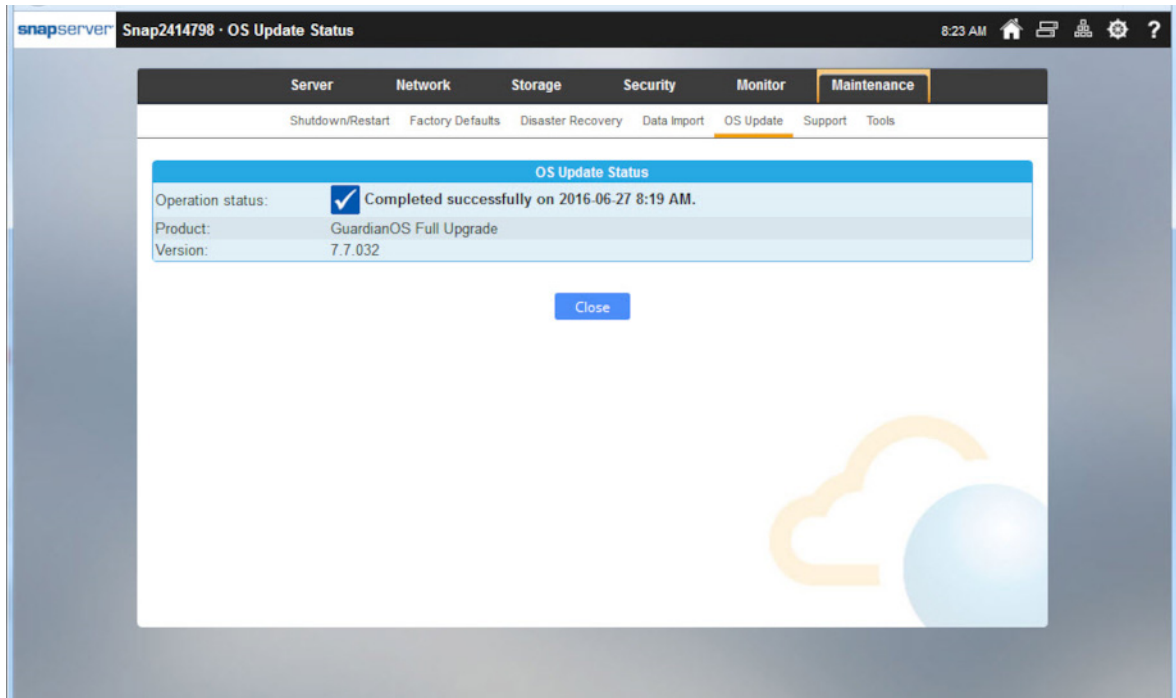 snapserver Snap2414798 · OS Update Status 8:23 AM ?
Server Network Storage Security Monitor Maintenance
Shutdown/Restart Factory Defaults Disaster Recovery Data Import OS Update Support Tools
OS Update Status
Operation status: Completed successfully on 2016-06-27 8:19 AM.
Product: GuardianOS Full Upgrade
Version: 7.7.032
Close